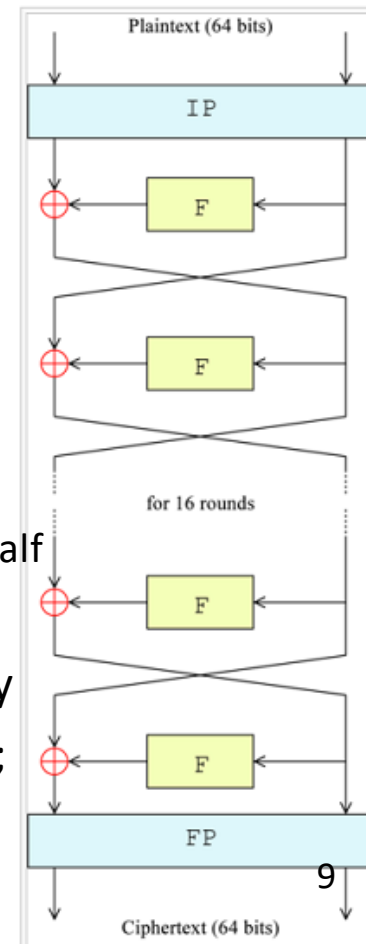 Plaintext (64 bits)
IP
F
F
for 16 rounds
alf
F
y
;
F
FP
9
Ciphertext (64 bits)